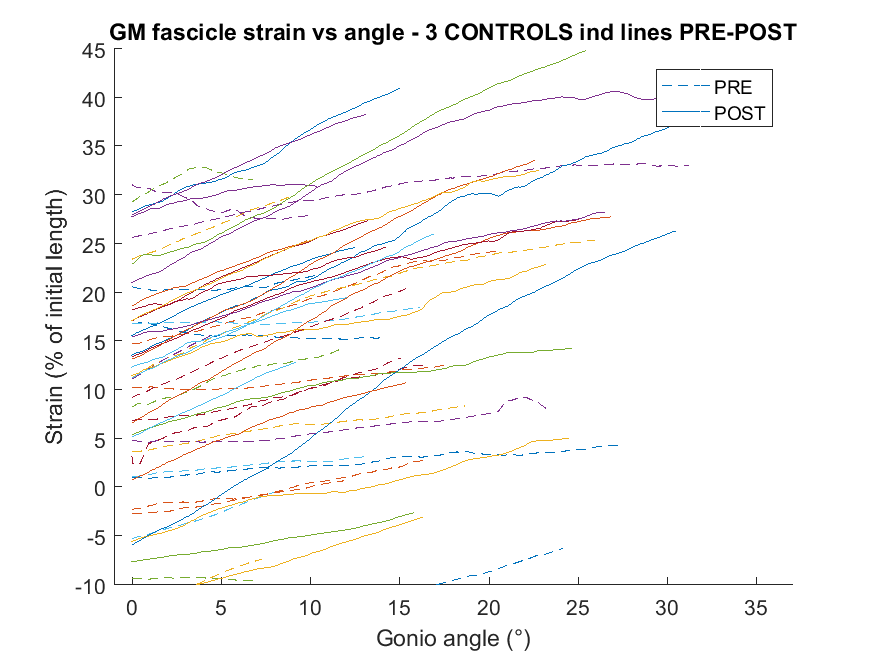 GM fascicle strain vs angle - 3 CONTROLS ind lines PRE-POST
45
40
35
30
25
20
15
10
5
0
-5
-10
Strain (% of initial length)
PRE
POST
0 5 10 15 20 25 30 35
Gonio angle (°)